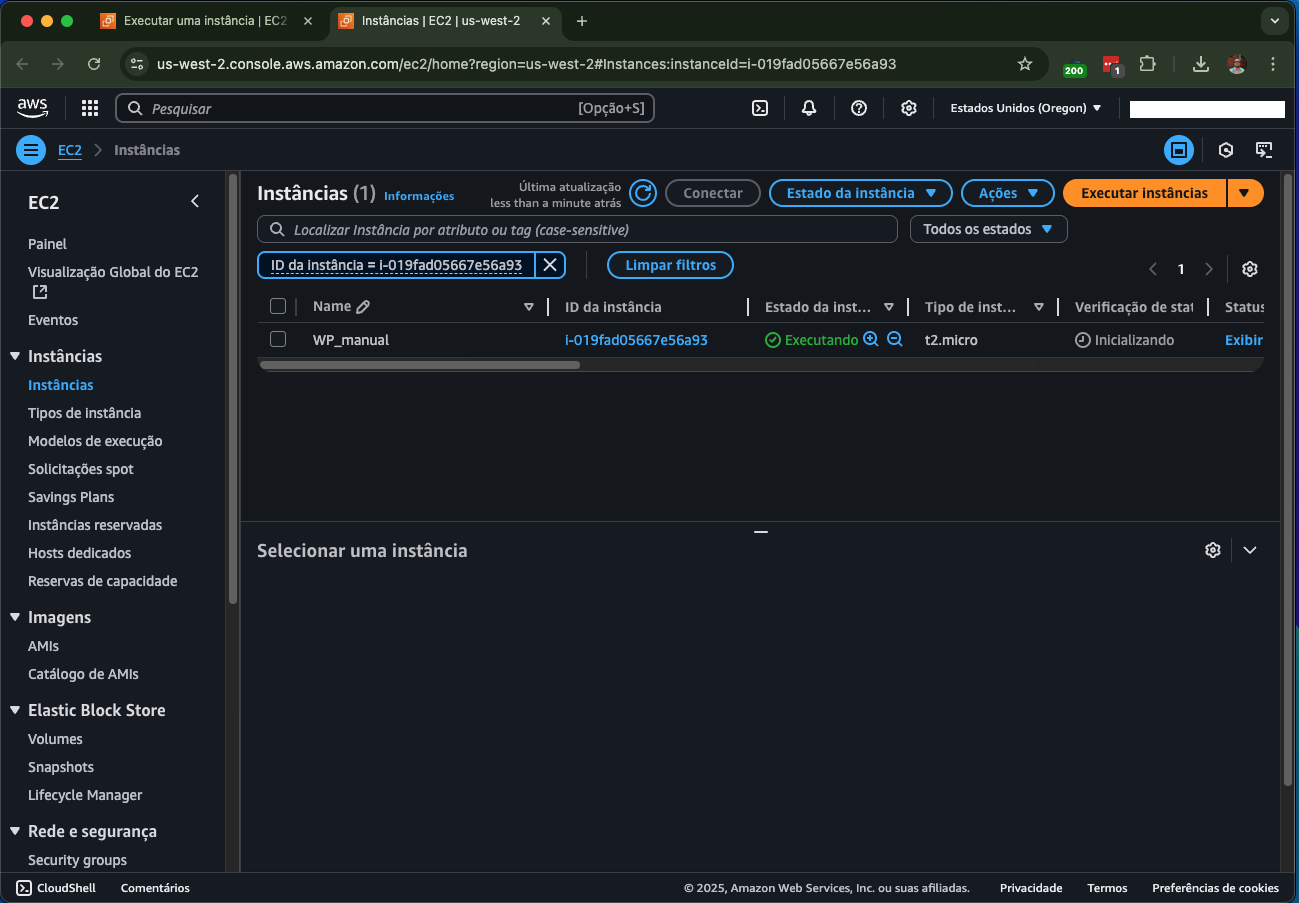 Executar uma instância | EC2
Instâncias | EC2 | us-west-2
us-west-2.console.aws.amazon.com/ec2/home?region=us-west-2#Instances:instanceId=i-019fad05667e56a93
200
1
aws
Pesquisar
[Opção+S]
Estados Unidos (Oregon)
EC2
Instâncias
EC2
Painel
Visualização Global do EC2
Eventos
Instâncias
Instâncias
Tipos de instância
Modelos de execução
Solicitações spot
Savings Plans
Instâncias reservadas
Hosts dedicados
Reservas de capacidade
Imagens
AMIs
Catálogo de AMIs
Elastic Block Store
Volumes
Snapshots
Lifecycle Manager
Rede e segurança
Security groups
Instâncias (1)
Informações
Última atualização
less than a minute atrás
Conectar
Estado da instância
Ações
Executar instâncias
Localizar Instância por atributo ou tag (case-sensitive)
Todos os estados
ID da instância = i-019fad05667e56a93
Limpar filtros
1
Name
ID da instância
Estado da inst...
Tipo de inst...
Verificação de stat
Status
WP_manual
i-019fad05667e56a93
Executando
t2.micro
Inicializando
Exibir
Selecionar uma instância
CloudShell
Comentários
© 2025, Amazon Web Services, Inc. ou suas afiliadas.
Privacidade
Termos
Preferências de cookies